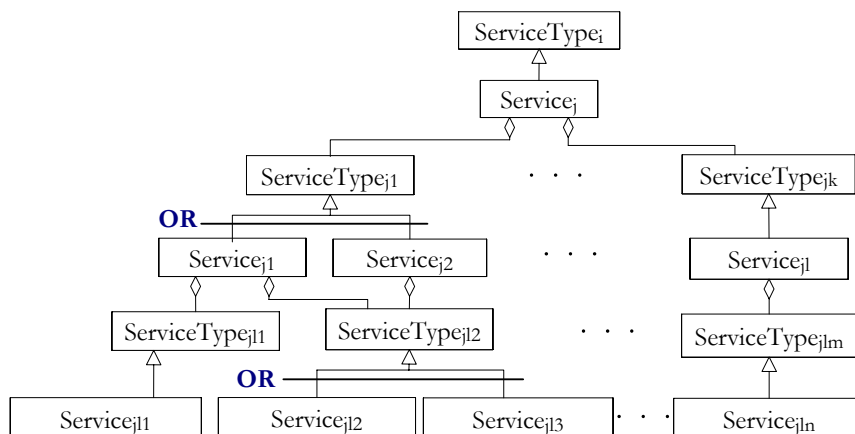 ServiceTypei
Servicej
ServiceTypej1
. . .
ServiceTypejk
OR
Servicej1
Servicej2
. . .
Servicejl
ServiceTypejl1
ServiceTypejl2
. . .
ServiceTypejlm
OR
Servicejl1
Servicejl2
Servicejl3
. . .
Servicejln